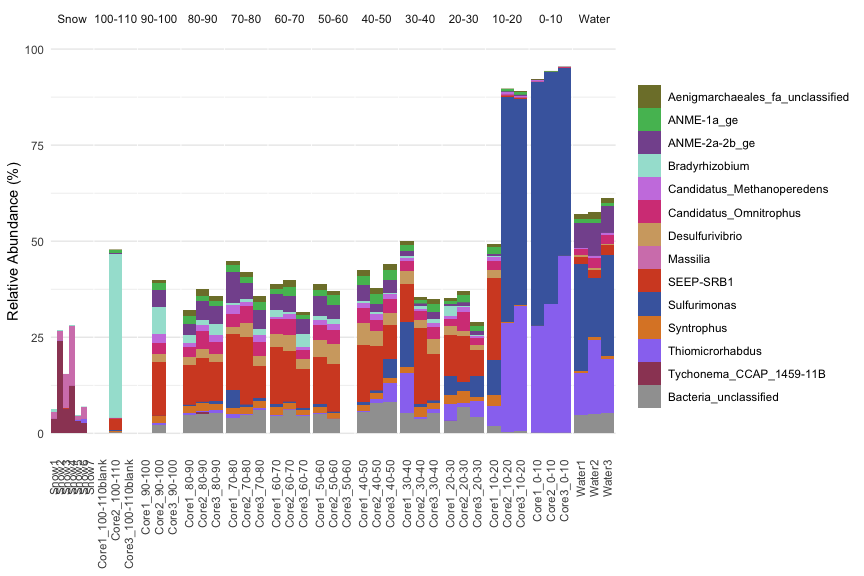 Snow 100-110 90-100 80-90 70-80 60-70 50-60 40-50 30-40 20-30 10-20 0-10 Water
100
75
50
25
0
Relative Abundance (%)
Snow1
Snow2
Snow3
Snow4
Snow5
Snow6
Snow7
Core1_100-110blank
Core2_100-110
Core3_100-110blank
Core1_90-100
Core2_90-100
Core3_90-100
Core1_80-90
Core2_80-90
Core3_80-90
Core1_70-80
Core2_70-80
Core3_70-80
Core1_60-70
Core2_60-70
Core3_60-70
Core1_50-60
Core2_50-60
Core3_50-60
Core1_40-50
Core2_40-50
Core3_40-50
Core1_30-40
Core2_30-40
Core3_30-40
Core1_20-30
Core2_20-30
Core3_20-30
Core1_10-20
Core2_10-20
Core3_10-20
Core1_0-10
Core2_0-10
Core3_0-10
Water1
Water2
Water3
Aenigmarchaeales_fa_unclassified
ANME-1a_ge
ANME-2a-2b_ge
Bradyrhizobium
Candidatus_Methanoperedens
Candidatus_Omnitrophus
Desulfurivibrio
Massilia
SEEP-SRB1
Sulfurimonas
Syntrophus
Thiomicrorhabdus
Tychonema_CCAP_1459-11B
Bacteria_unclassified